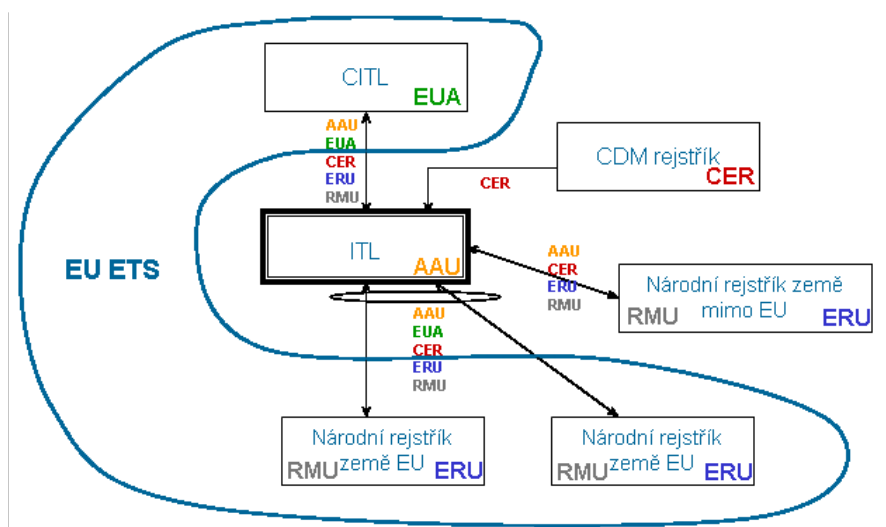 CITL
EUA
AAU
EUA
CER
ERU
RMU
CDM rejstřík
CER
CER
EU ETS
ITL
AAU
AAU
CER
ERU
RMU
Národní rejstřík země
mimo EU
RMU
ERU
AAU
EUA
CER
ERU
RMU
Národní rejstřík
země EU
RMU
ERU
Národní rejstřík
země EU
RMU
ERU